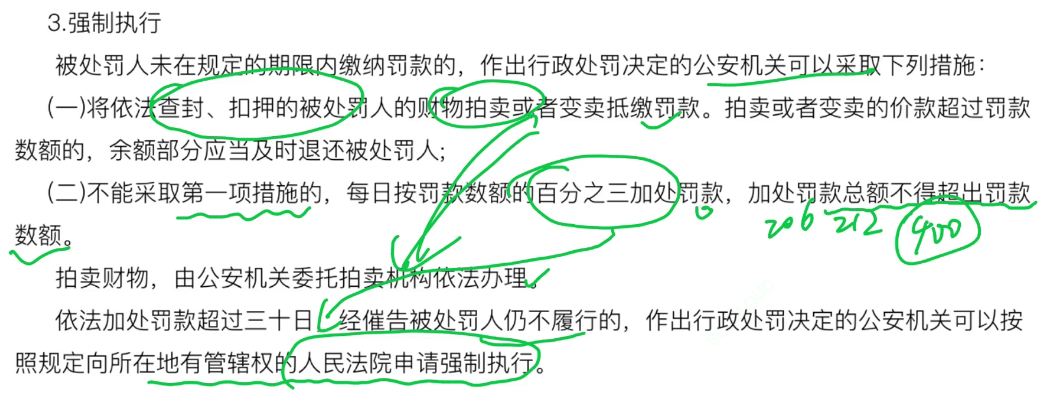 3.强制执行
被处罚人未在规定的期限内缴纳罚款的，作出行政处罚决定的公安机关可以采取下列措施：
(一)将依法查封、扣押的被处罚人的财物拍卖或者变卖抵缴罚款。拍卖或者变卖的价款超过罚款
数额的，余额部分应当及时退还被处罚人;
(二)不能采取第一项措施的，每日按罚款数额的百分之三加处罚款，加处罚款总额不得超出罚款
数额。
206 212 400
拍卖财物，由公安机关委托拍卖机构依法办理。
依法加处罚款超过三十日，经催告被处罚人仍不履行的，作出行政处罚决定的公安机关可以按
照规定向所在地有管辖权的人民法院申请强制执行。